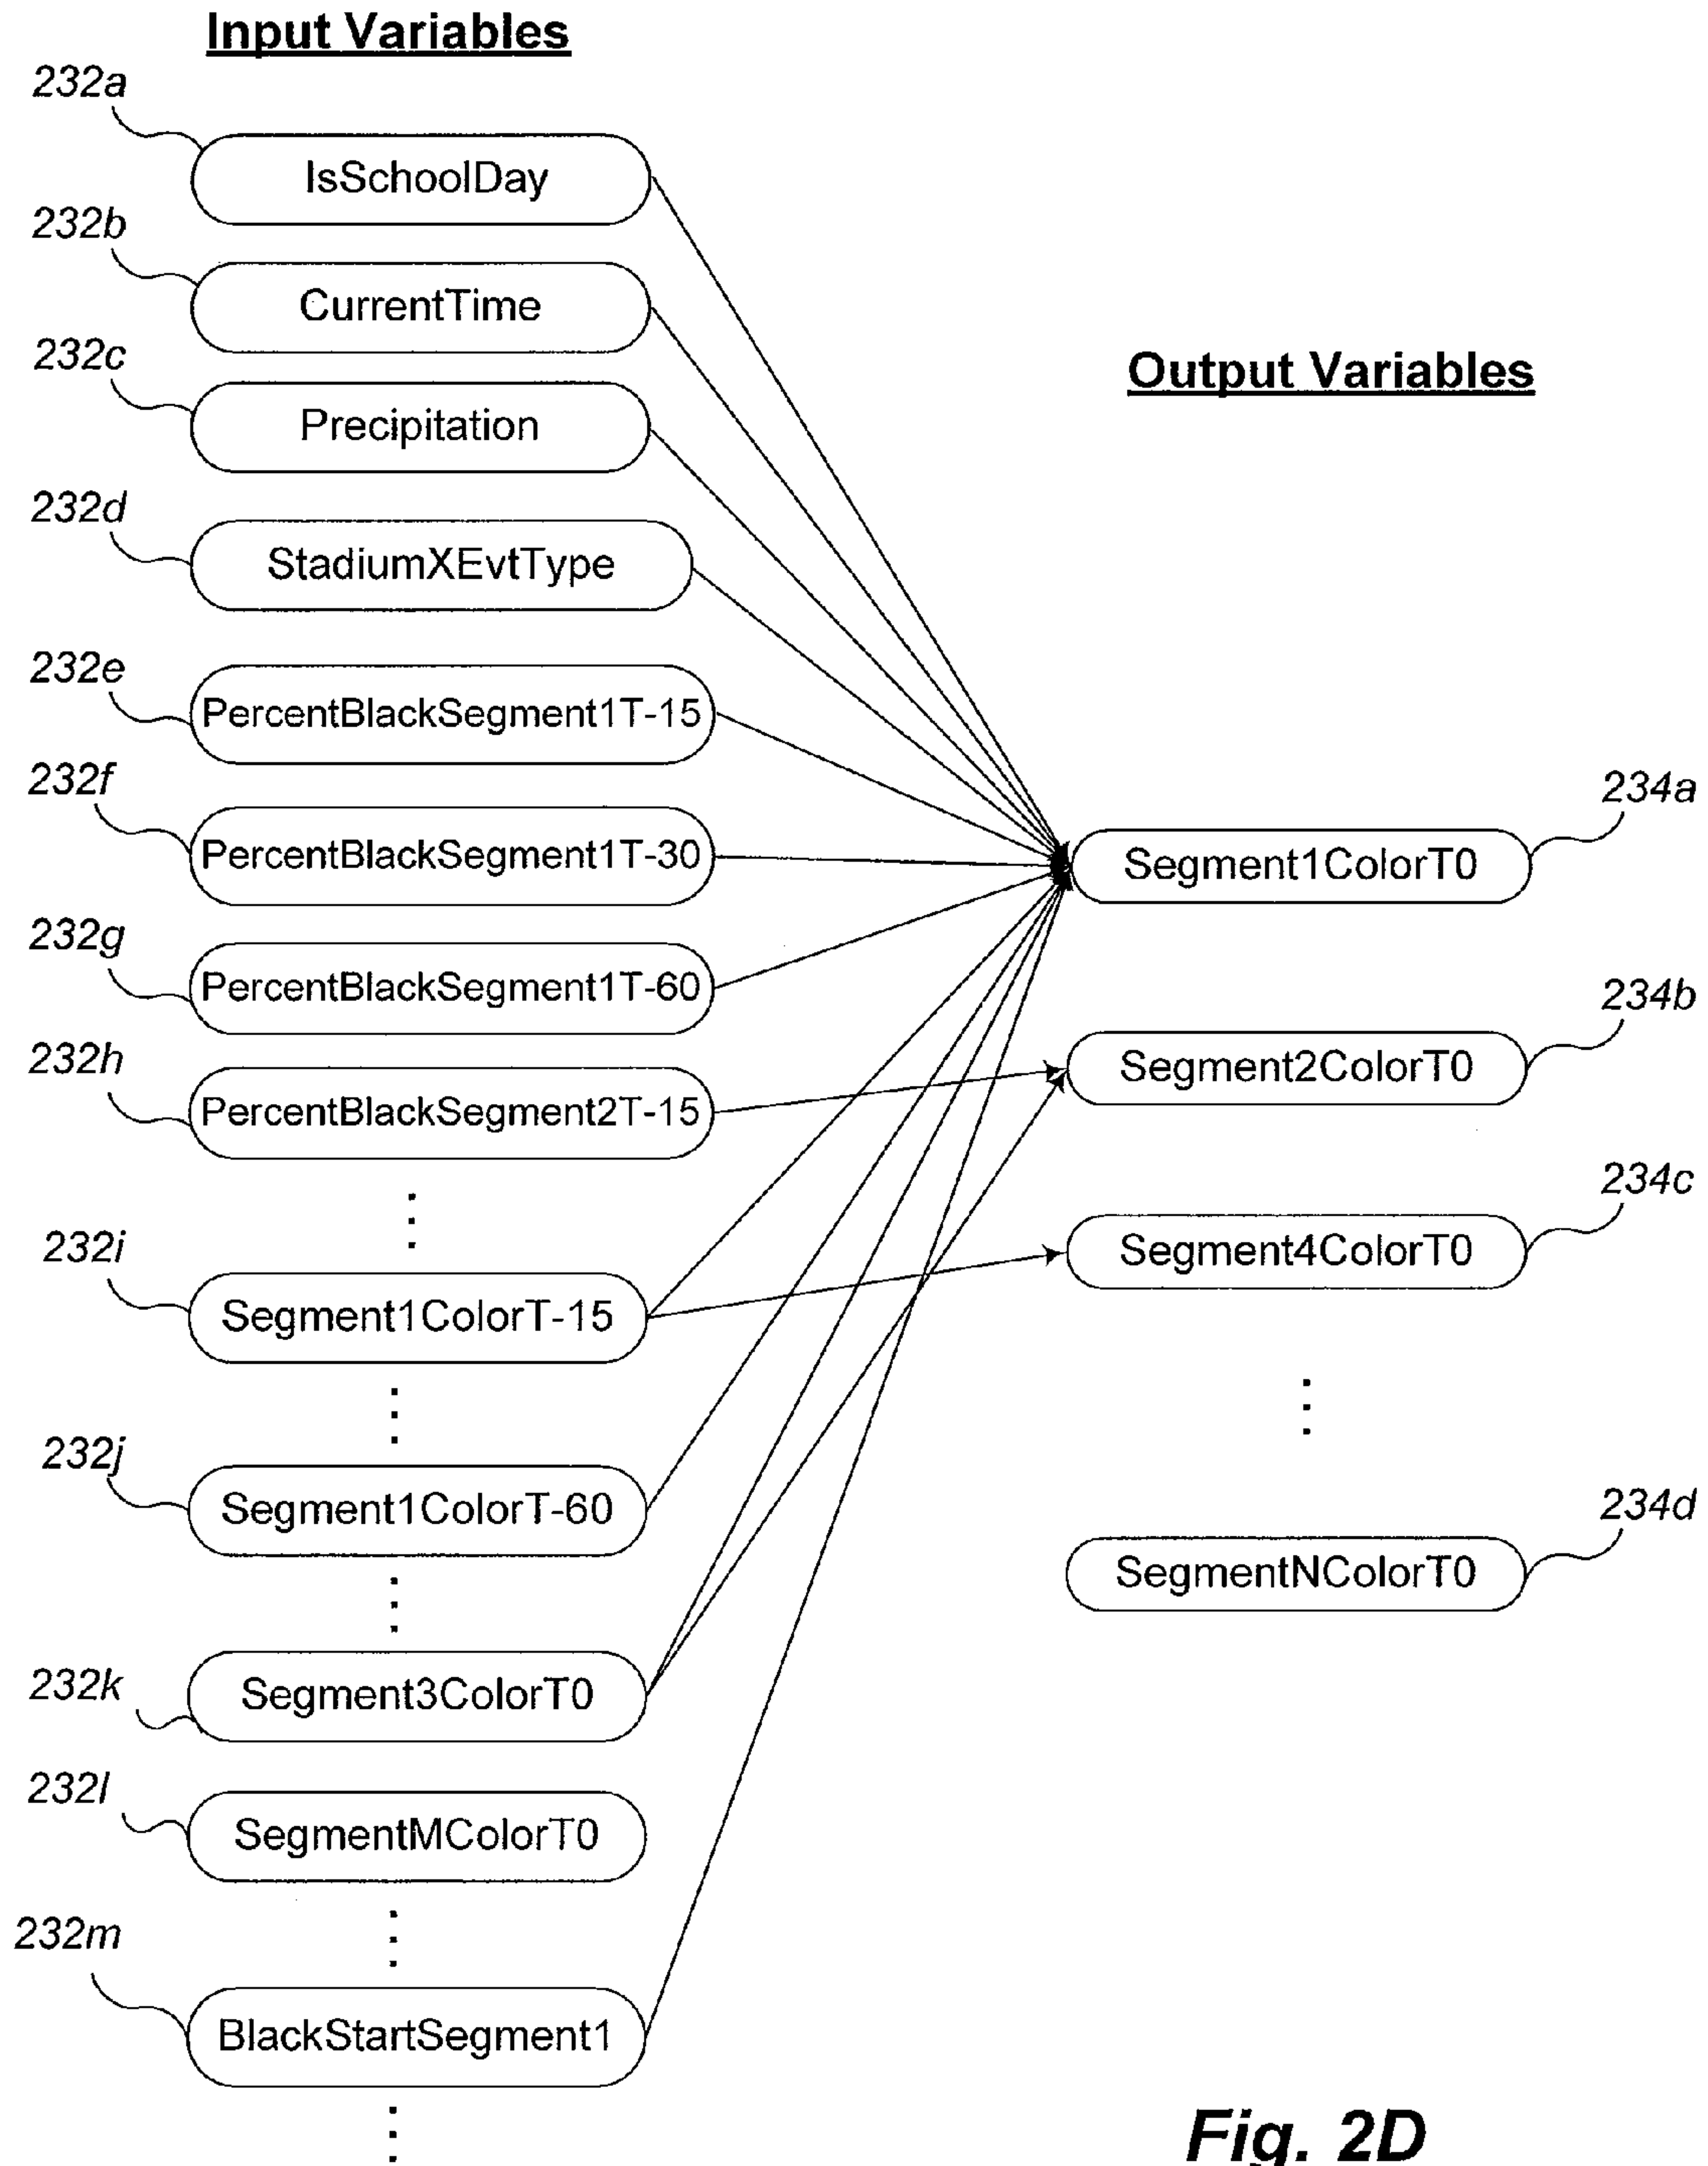 Input Variables
232a
IsSchoolDay
232b
CurrentTime
232c
Precipitation
232d
StadiumXEvtType
232e
PercentBlackSegment1T-15
232f
PercentBlackSegment1T-30
232g
PercentBlackSegment1T-60
232h
PercentBlackSegment2T-15
232i
Segment1ColorT-15
232j
Segment1ColorT-60
232k
Segment3ColorT0
232l
SegmentMColorT0
232m
BlackStartSegment1
Output Variables
234a
Segment1ColorT0
234b
Segment2ColorT0
234c
Segment4ColorT0
234d
SegmentNColorT0
Fig. 2D